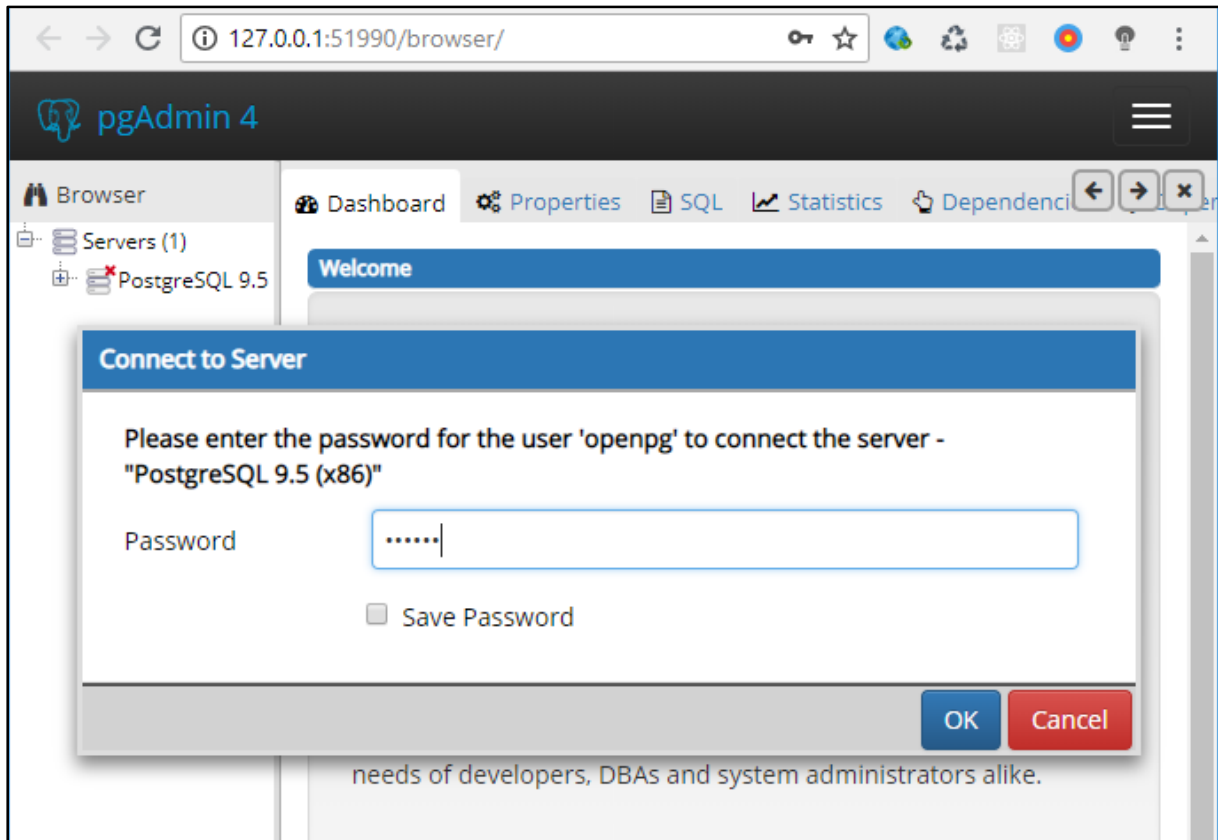 127.0.0.1:51990/browser/
pgAdmin 4
Browser
Dashboard Properties SQL Statistics Dependenci
Servers (1)
PostgreSQL 9.5
Welcome
Connect to Server
Please enter the password for the user 'openpg' to connect the server -
"PostgreSQL 9.5 (x86)"
Password ••••••
Save Password
OK Cancel
needs of developers, DBAs and system administrators alike.